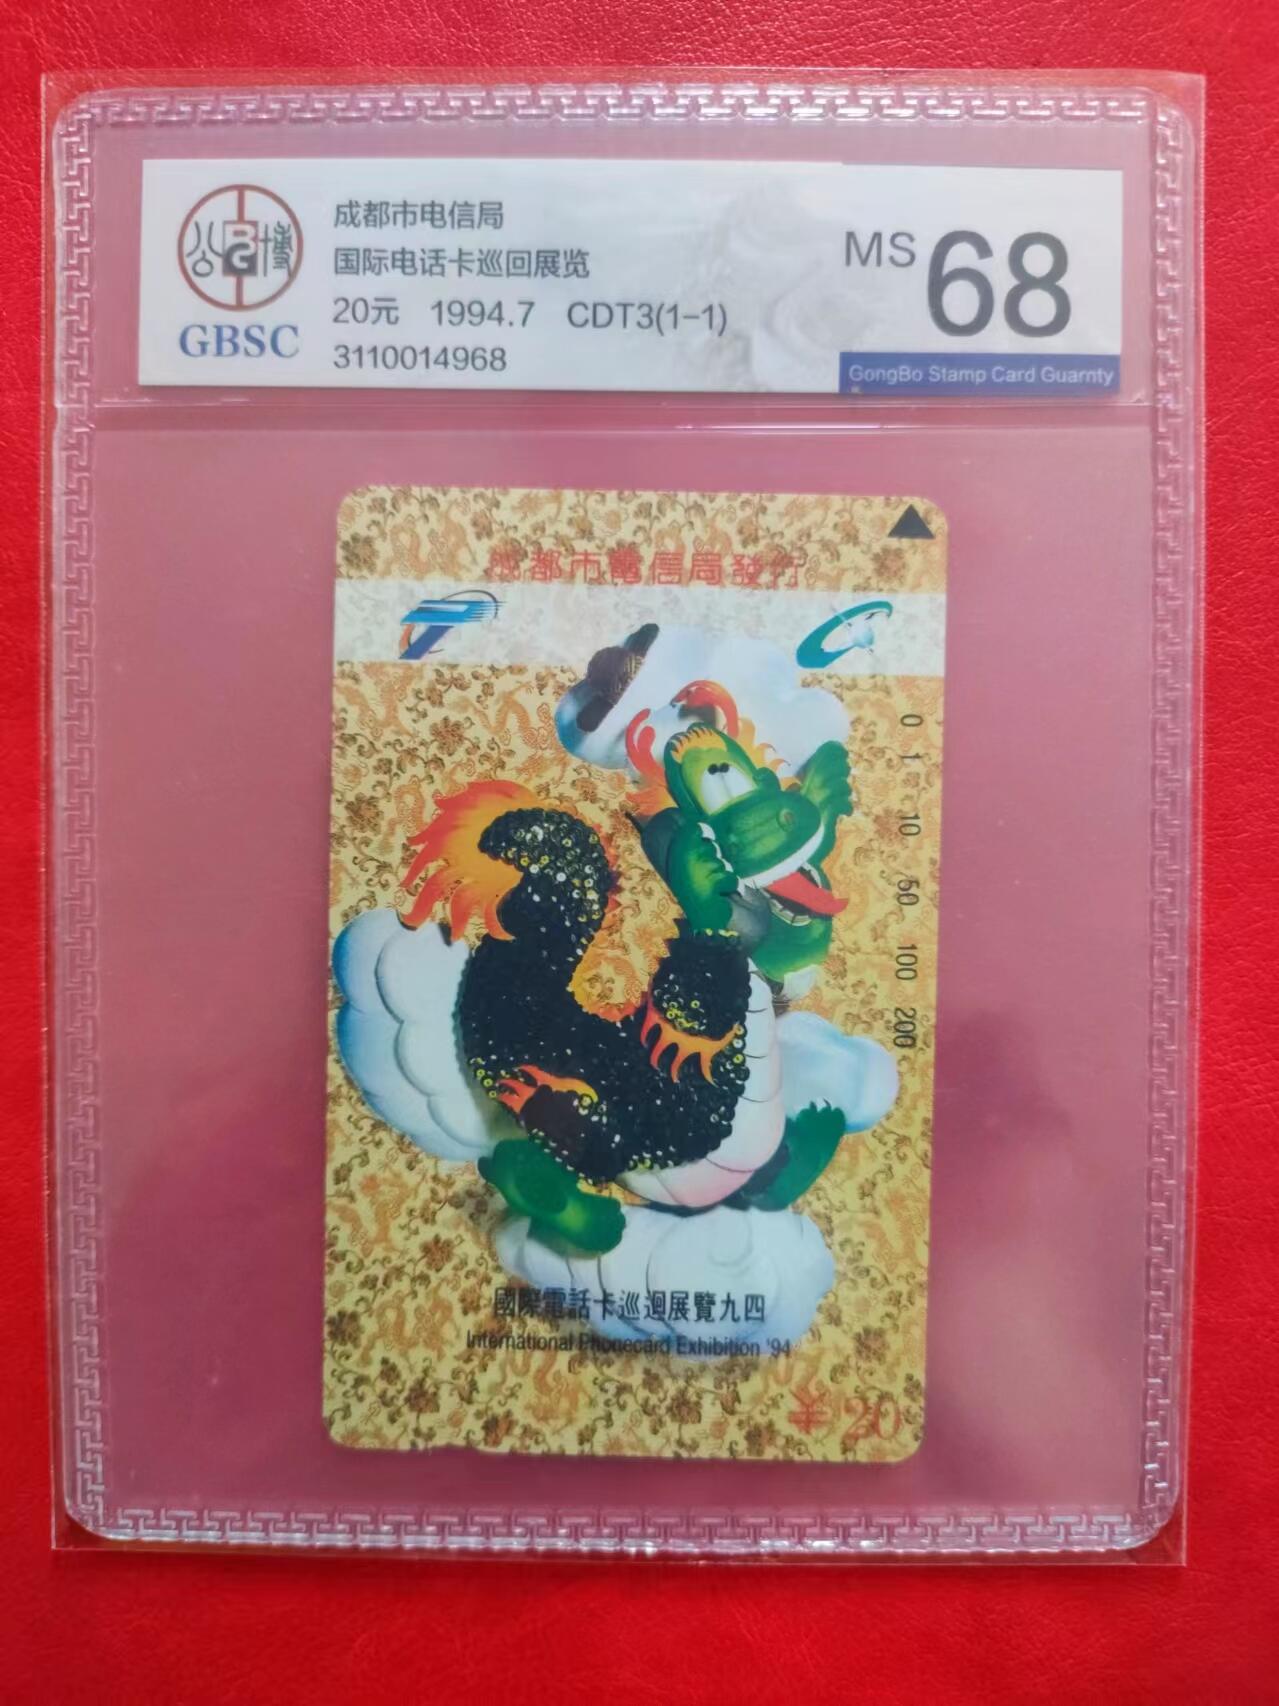 成都市电信局
国际电话卡巡回展览
20元 1994.7 CDT3(1-1)
3110014968
公博
BG
GBSC
MS 68
GongBo Stamp Card Guarnty
成都市電信局發行
0
1
10
50
100
200
國際電話卡巡迴展覽九四
International Phonecard Exhibition '94
20